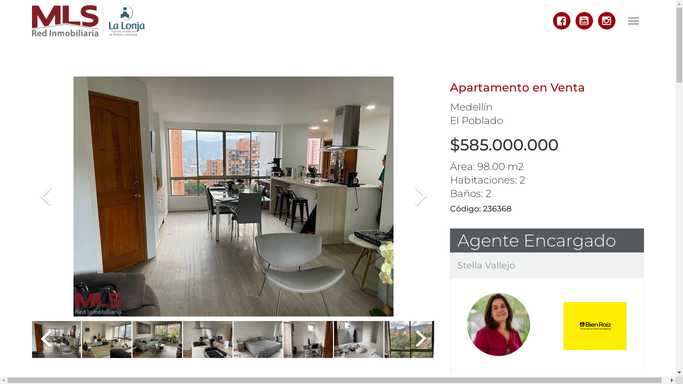 MLS
Red Inmobiliaria
La Lonja
Apartamento en Venta
Medellín
El Poblado
$585.000.000
Área: 98.00 m2
Habitaciones: 2
Baños: 2
Código: 236368
MLS
Red Inmobiliaria
Agente Encargado
Stella Vallejo
Bien Raiz